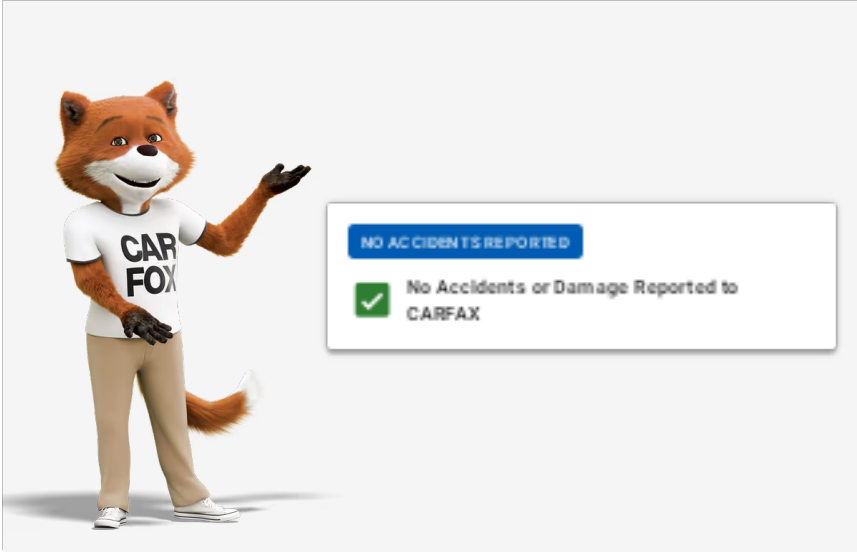 CAR
FOX
NO ACCIDENTS REPORTED
No Accidents or Damage Reported to
CARFAX